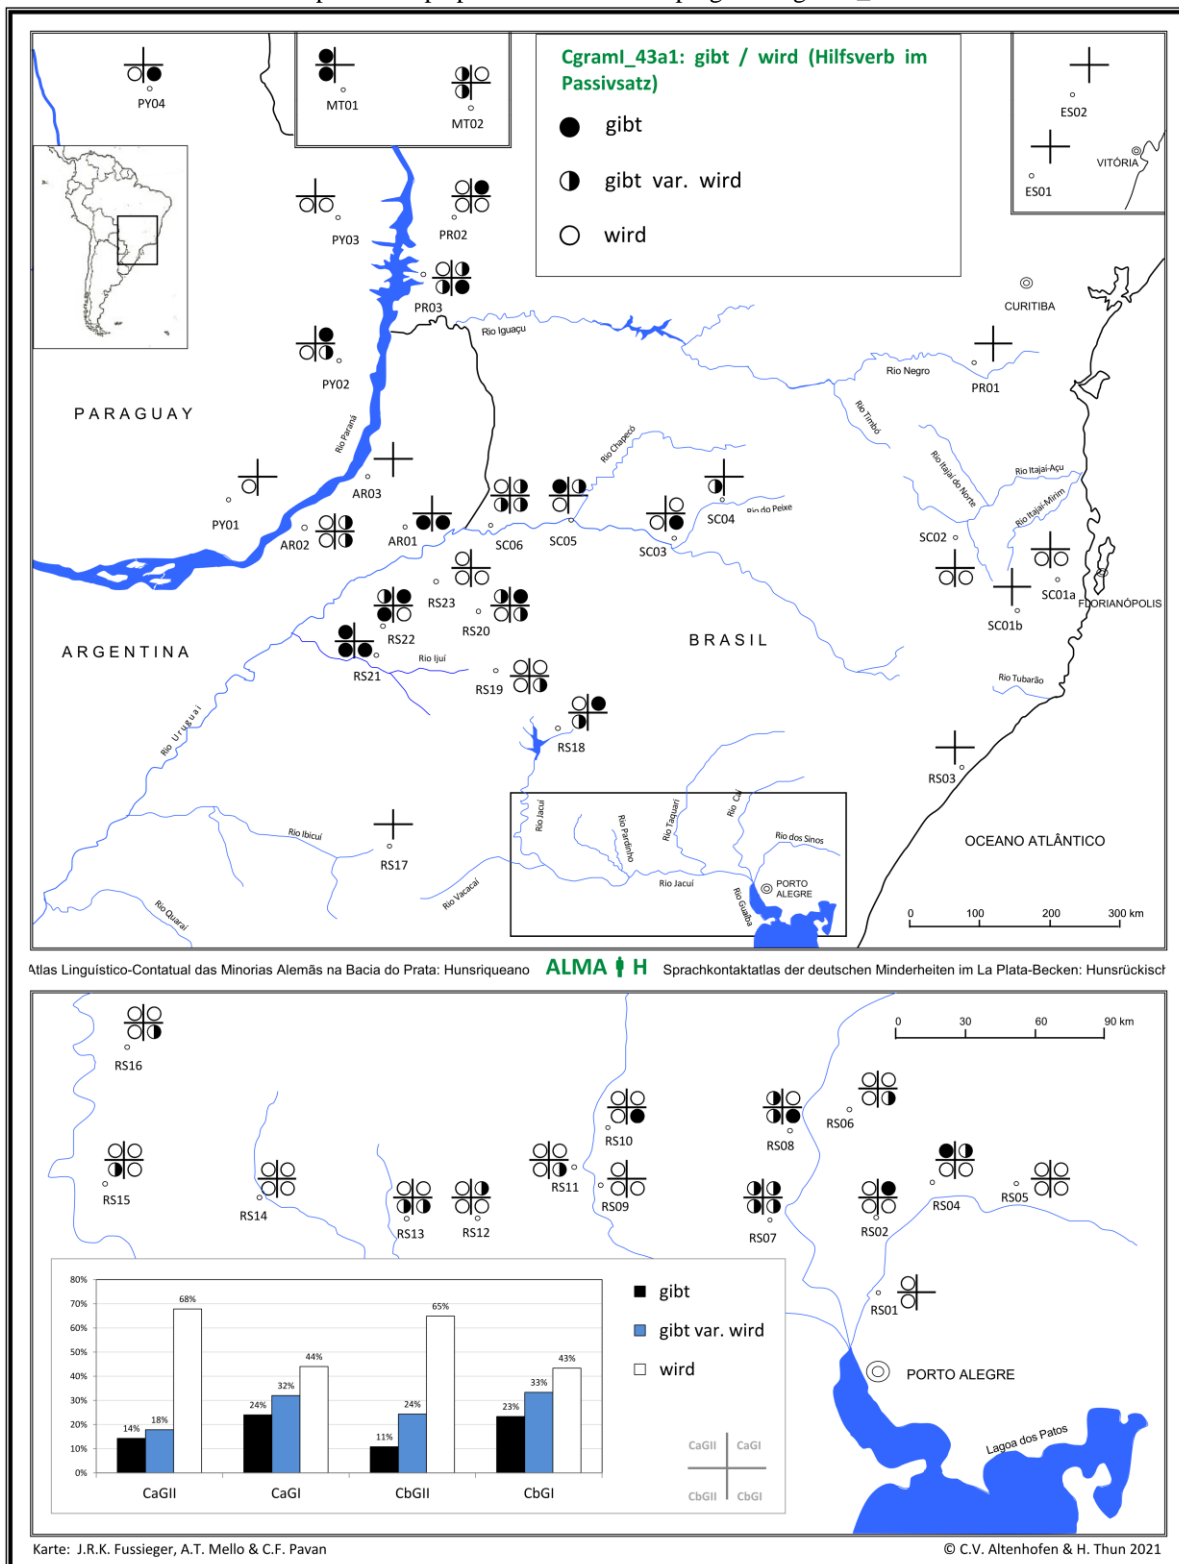 CgramI_43a1: gibt / wird (Hilfsverb im
Passivsatz)
gibt
gibt var. wird
wird
PY04
MT01
MT02
ES02
VITÓRIA
ES01
PY03
PR02
PR03
CURITIBA
Rio Iguaçu
PY02
Rio Negro
PR01
PARAGUAY
Rio Paraná
Rio Timbó
Rio Chapecó
Rio Itajaí do Norte
Rio Itajaí-Açu
Rio Itajaí-Mirim
AR03
PY01
AR02
AR01
SC06
SC05
SC03
SC04
Rio do Peixe
SC02
SC01a
FLORIANÓPOLIS
SC01b
RS23
RS22
RS20
BRASIL
ARGENTINA
RS21
Rio Ijuí
RS19
Rio Tubarão
RS18
Rio Uruguai
RS03
Rio Ibicuí
RS17
Rio Jacuí
Rio Pardinho
Rio Taquari
Rio Caí
Rio dos Sinos
OCEANO ATLÂNTICO
Rio Vacacaí
Rio Jacuí
PORTO
ALEGRE
Rio Guaíba
Rio Quaraí
0 100 200 300 km
Atlas Linguístico-Contatual das Minorias Alemãs na Bacia do Prata: Hunsriqueano ALMA H Sprachkontaktatlas der deutschen Minderheiten im La Plata-Becken: Hunsrückisch
0 30 60 90 km
RS16
RS10
RS08
RS06
RS15
RS14
RS13
RS12
RS11
RS09
RS07
RS02
RS04
RS05
RS01
PORTO ALEGRE
Lagoa dos Patos
80%
70%
60%
50%
40%
30%
20%
10%
0%
14% 18% 68%
24% 32% 44%
11% 24% 65%
23% 33% 43%
CaGII CaGI CbGII CbGI
gibt
gibt var. wird
wird
CaGII CaGI
CbGII CbGI
Karte: J.R.K. Fussieger, A.T. Mello & C.F. Pavan
© C.V. Altenhofen & H. Thun 2021